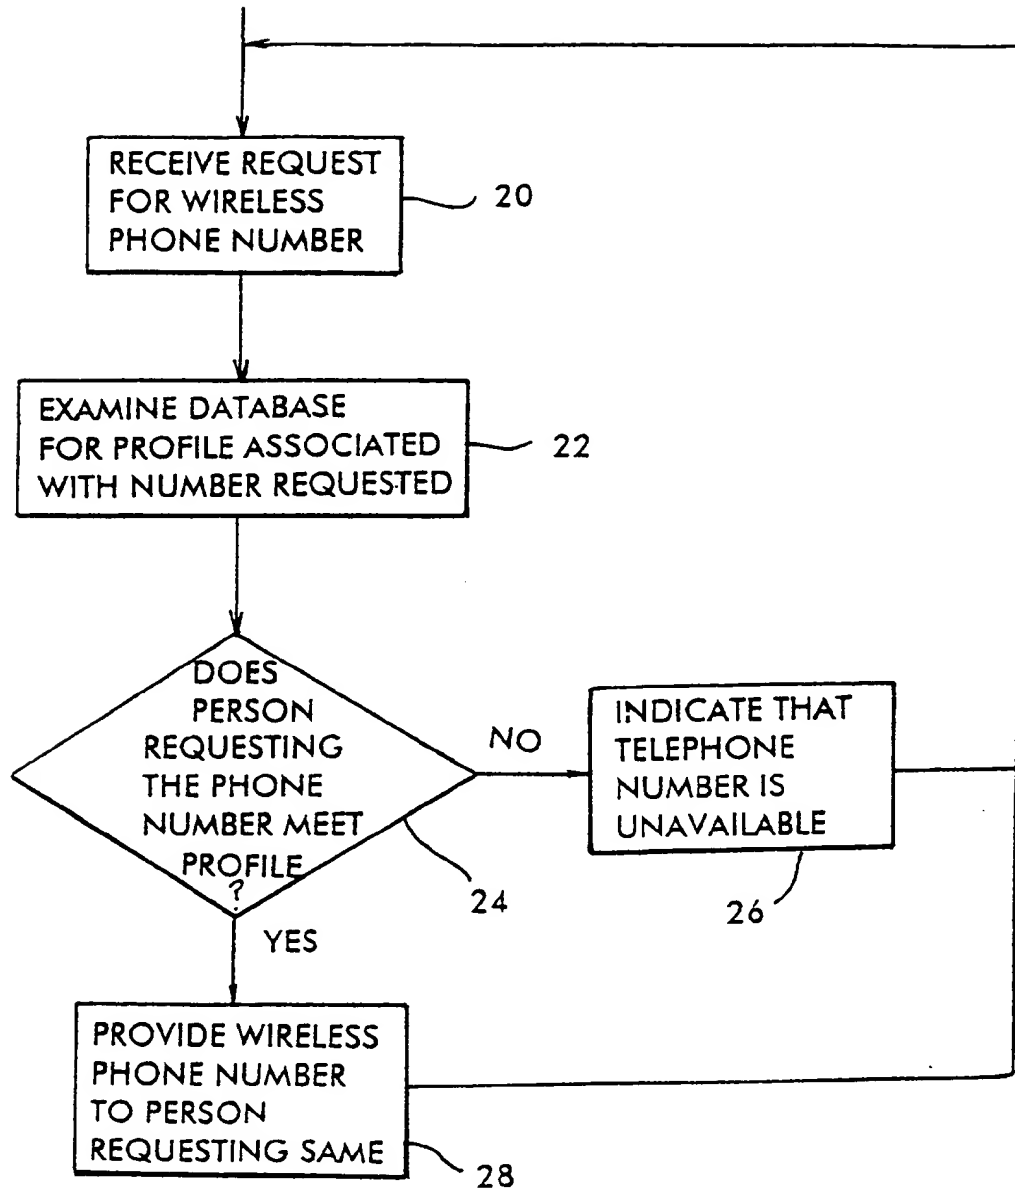 RECEIVE REQUEST
FOR WIRELESS
PHONE NUMBER
20
EXAMINE DATABASE
FOR PROFILE ASSOCIATED
WITH NUMBER REQUESTED
22
DOES
PERSON
REQUESTING
THE PHONE
NUMBER MEET
PROFILE
?
24
NO
INDICATE THAT
TELEPHONE
NUMBER IS
UNAVAILABLE
26
YES
PROVIDE WIRELESS
PHONE NUMBER
TO PERSON
REQUESTING SAME
28